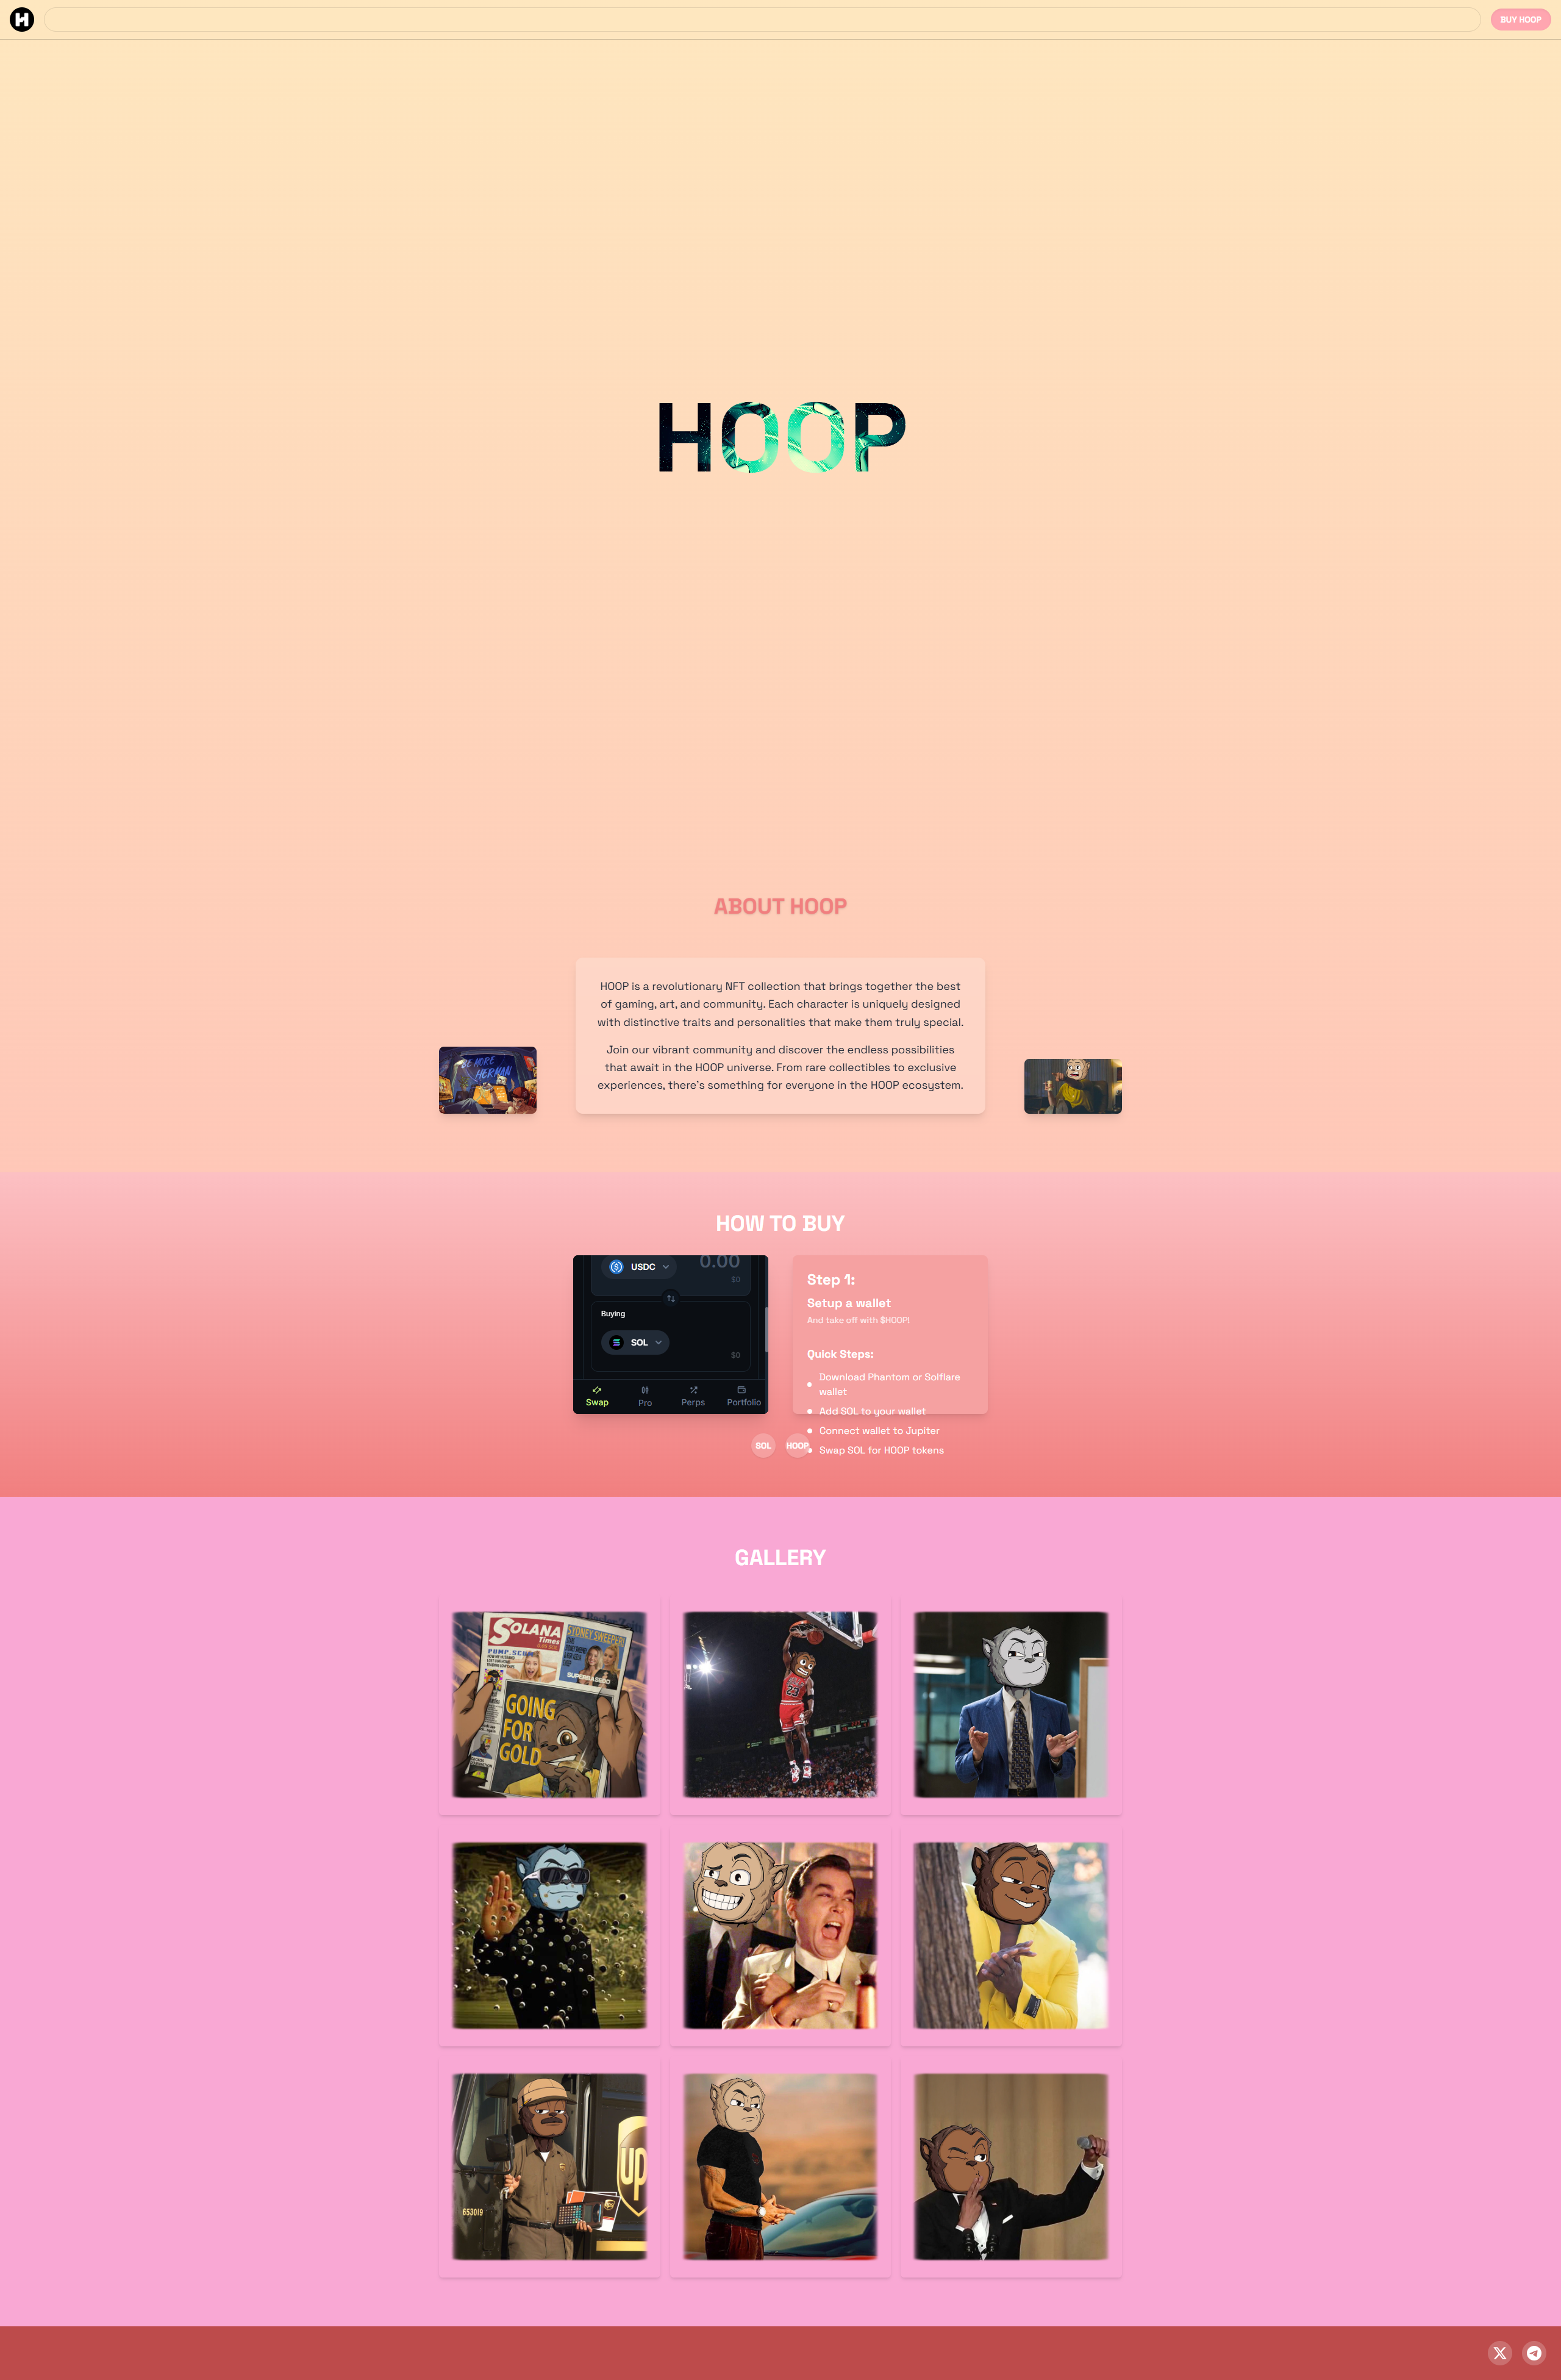 H
BUY HOOP
HOOP
ABOUT HOOP
HOOP is a revolutionary NFT collection that brings together the best
of gaming, art, and community. Each character is uniquely designed
with distinctive traits and personalities that make them truly special.
Join our vibrant community and discover the endless possibilities
that await in the HOOP universe. From rare collectibles to exclusive
experiences, there's something for everyone in the HOOP ecosystem.
BE MORE
HERMAN
HOW TO BUY
USDC
0.00
$0
Buying
SOL
$0
Swap
Pro
Perps
Portfolio
Step 1:
Setup a wallet
And take off with $HOOP!
Quick Steps:
Download Phantom or Solflare
wallet
Add SOL to your wallet
Connect wallet to Jupiter
Swap SOL for HOOP tokens
SOL
HOOP
GALLERY
SOLANA
Times
SYDNEY SWEEPER!
GOING
FOR
GOLD
23
653019
up